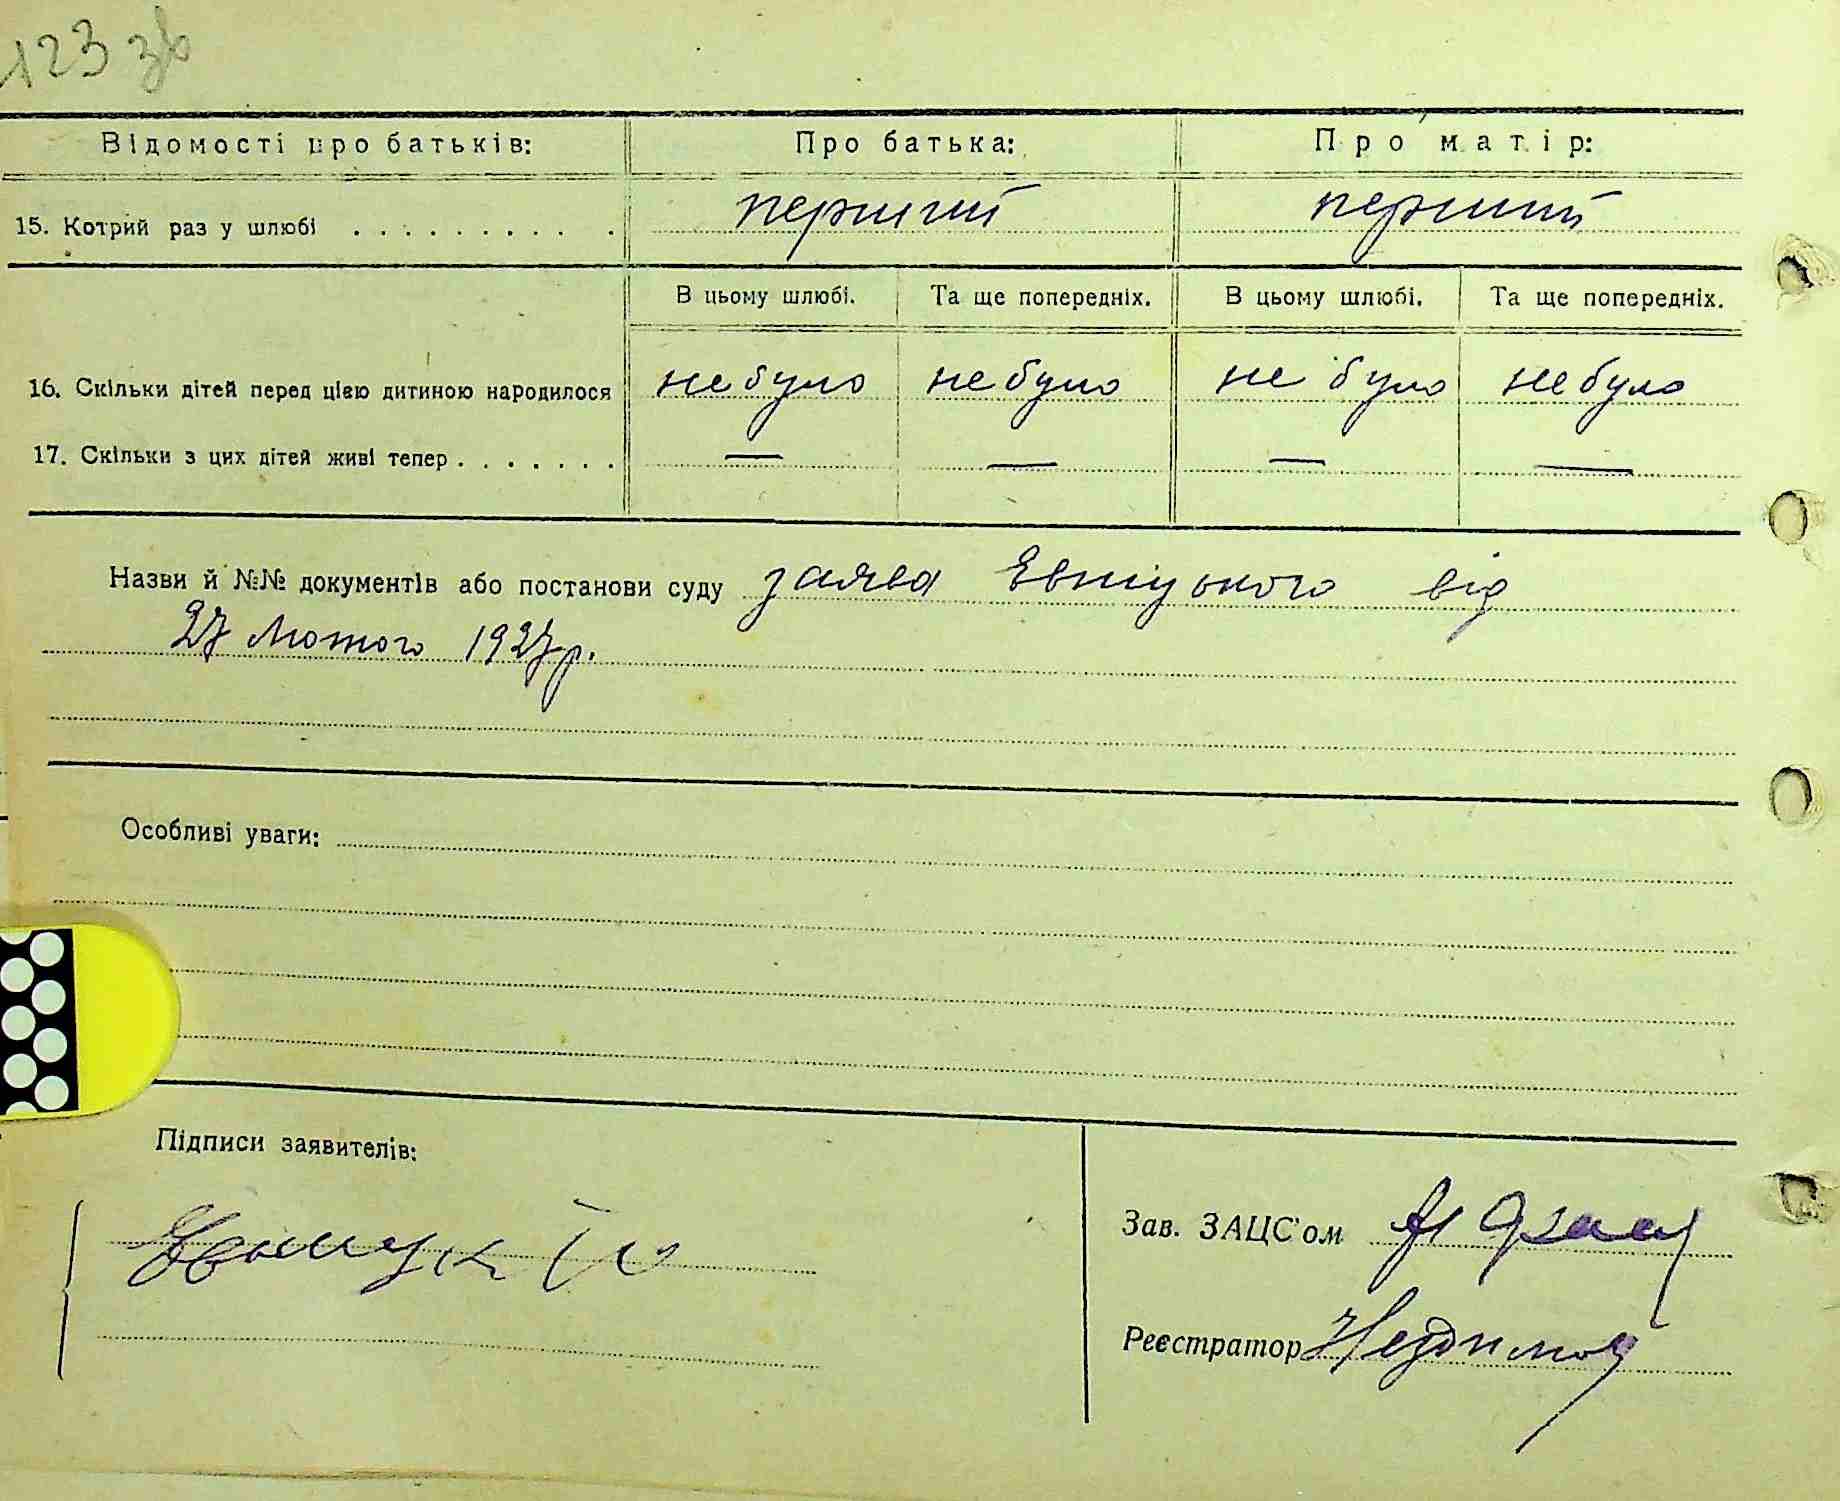 123 зв
Відомості про батьків: Про батька: Про матір:
15. Котрий раз у шлюбі . . . . . . . . . . перший перший
В цьому шлюбі. Та ще попередніх. В цьому шлюбі. Та ще попередніх.
16. Скільки дітей перед цією дитиною народилося не було не було не було не було
17. Скільки з цих дітей живі тепер . . . . . . . — — — —
Назви й №№ документів або постанови суду заява від
27 Лютого 1927 р.
Особливі уваги:
Підписи заявителів:
Зав. ЗАЦС'ом
Реєстратор